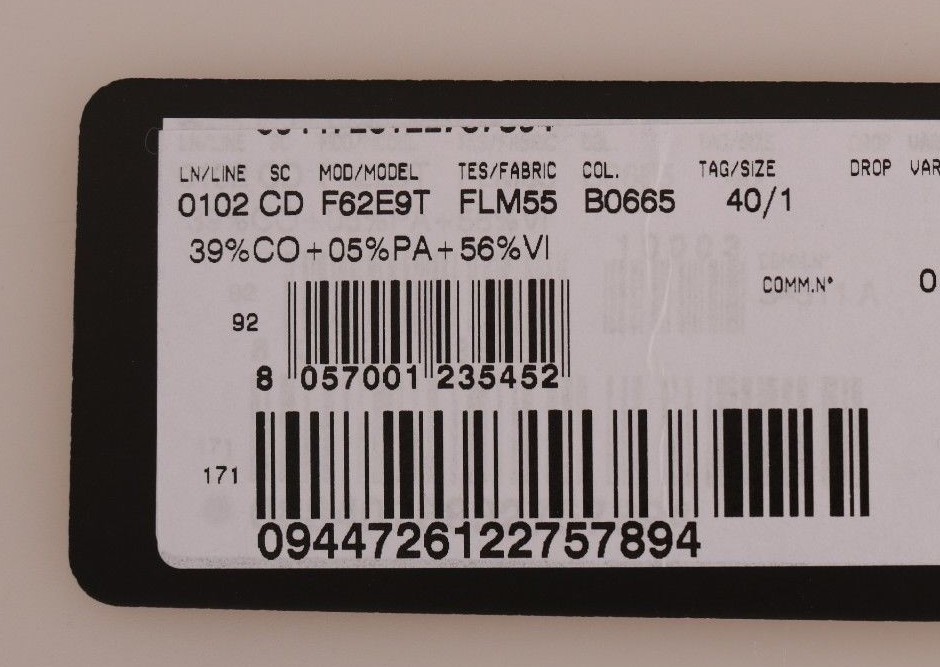 LN/LINE SC MOD/MODEL TES/FABRIC COL. TAG/SIZE DROP VAR
0102 CD F62E9T FLM55 B0665 40/1
39%CO+05%PA+56%VI
COMM.N° 0
92
8 057001 235452
171
0944726122757894